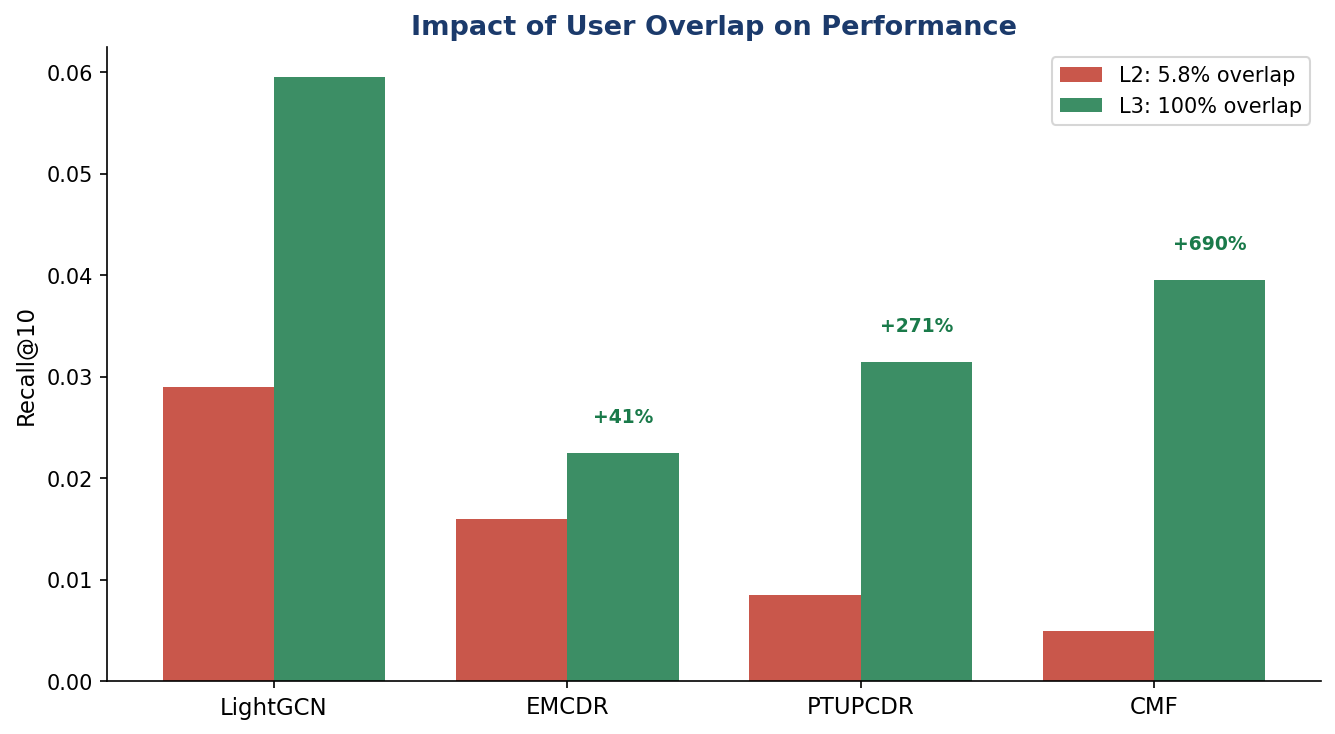 Impact of User Overlap on Performance
L2: 5.8% overlap
L3: 100% overlap
Recall@10
0.06
0.05
0.04
0.03
0.02
0.01
0.00
+41%
+271%
+690%
LightGCN
EMCDR
PTUPCDR
CMF